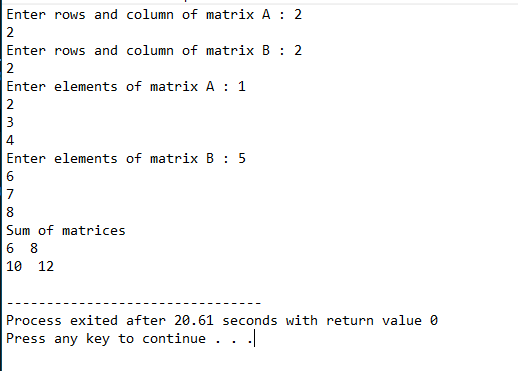 Enter rows and column of matrix A : 2
2
Enter rows and column of matrix B : 2
2
Enter elements of matrix A : 1
2
3
4
Enter elements of matrix B : 5
6
7
8
Sum of matrices
6  8
10  12
--------------------------------
Process exited after 20.61 seconds with return value 0
Press any key to continue . . .